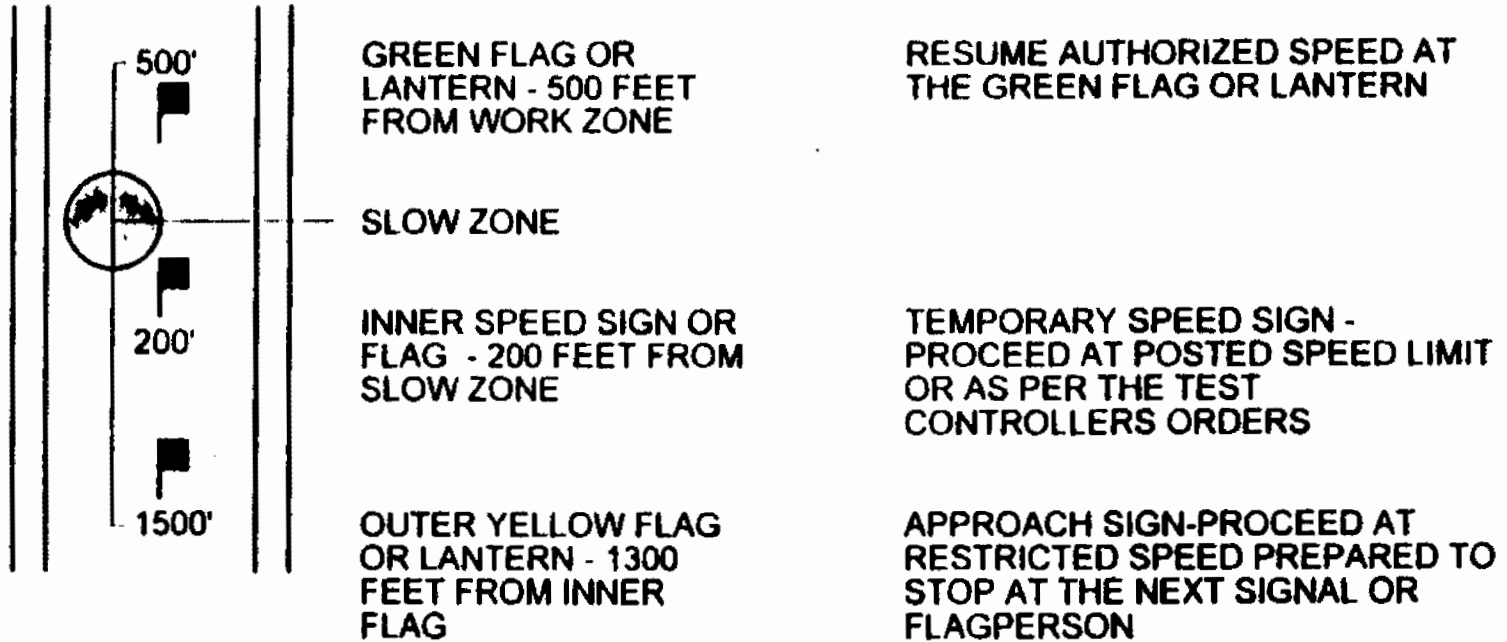 500'
GREEN FLAG OR
LANTERN - 500 FEET
FROM WORK ZONE
RESUME AUTHORIZED SPEED AT
THE GREEN FLAG OR LANTERN
SLOW ZONE
200'
INNER SPEED SIGN OR
FLAG - 200 FEET FROM
SLOW ZONE
TEMPORARY SPEED SIGN -
PROCEED AT POSTED SPEED LIMIT
OR AS PER THE TEST
CONTROLLERS ORDERS
1500'
OUTER YELLOW FLAG
OR LANTERN - 1300
FEET FROM INNER
FLAG
APPROACH SIGN-PROCEED AT
RESTRICTED SPEED PREPARED TO
STOP AT THE NEXT SIGNAL OR
FLAGPERSON